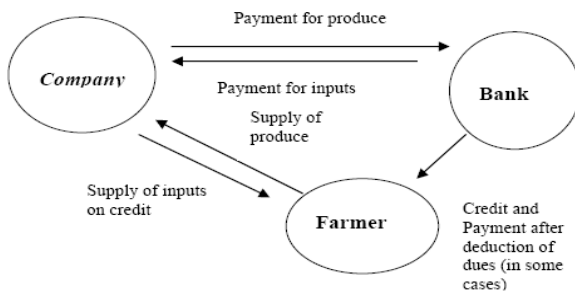 Payment for produce
Company
Payment for inputs
Bank
Supply of
produce
Supply of inputs
on credit
Farmer
Credit and
Payment after
deduction of
dues (in some
cases)